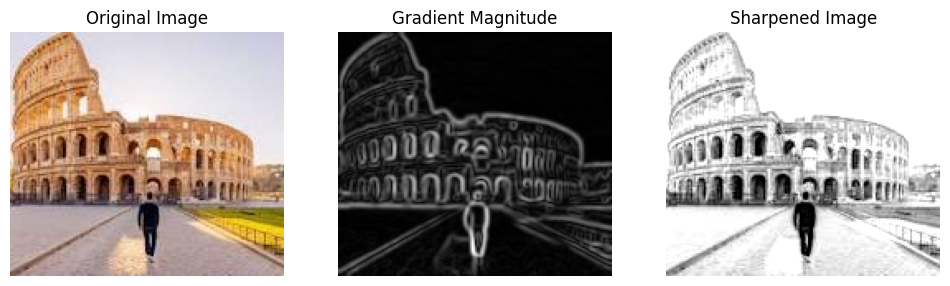 Original Image
Gradient Magnitude
Sharpened Image